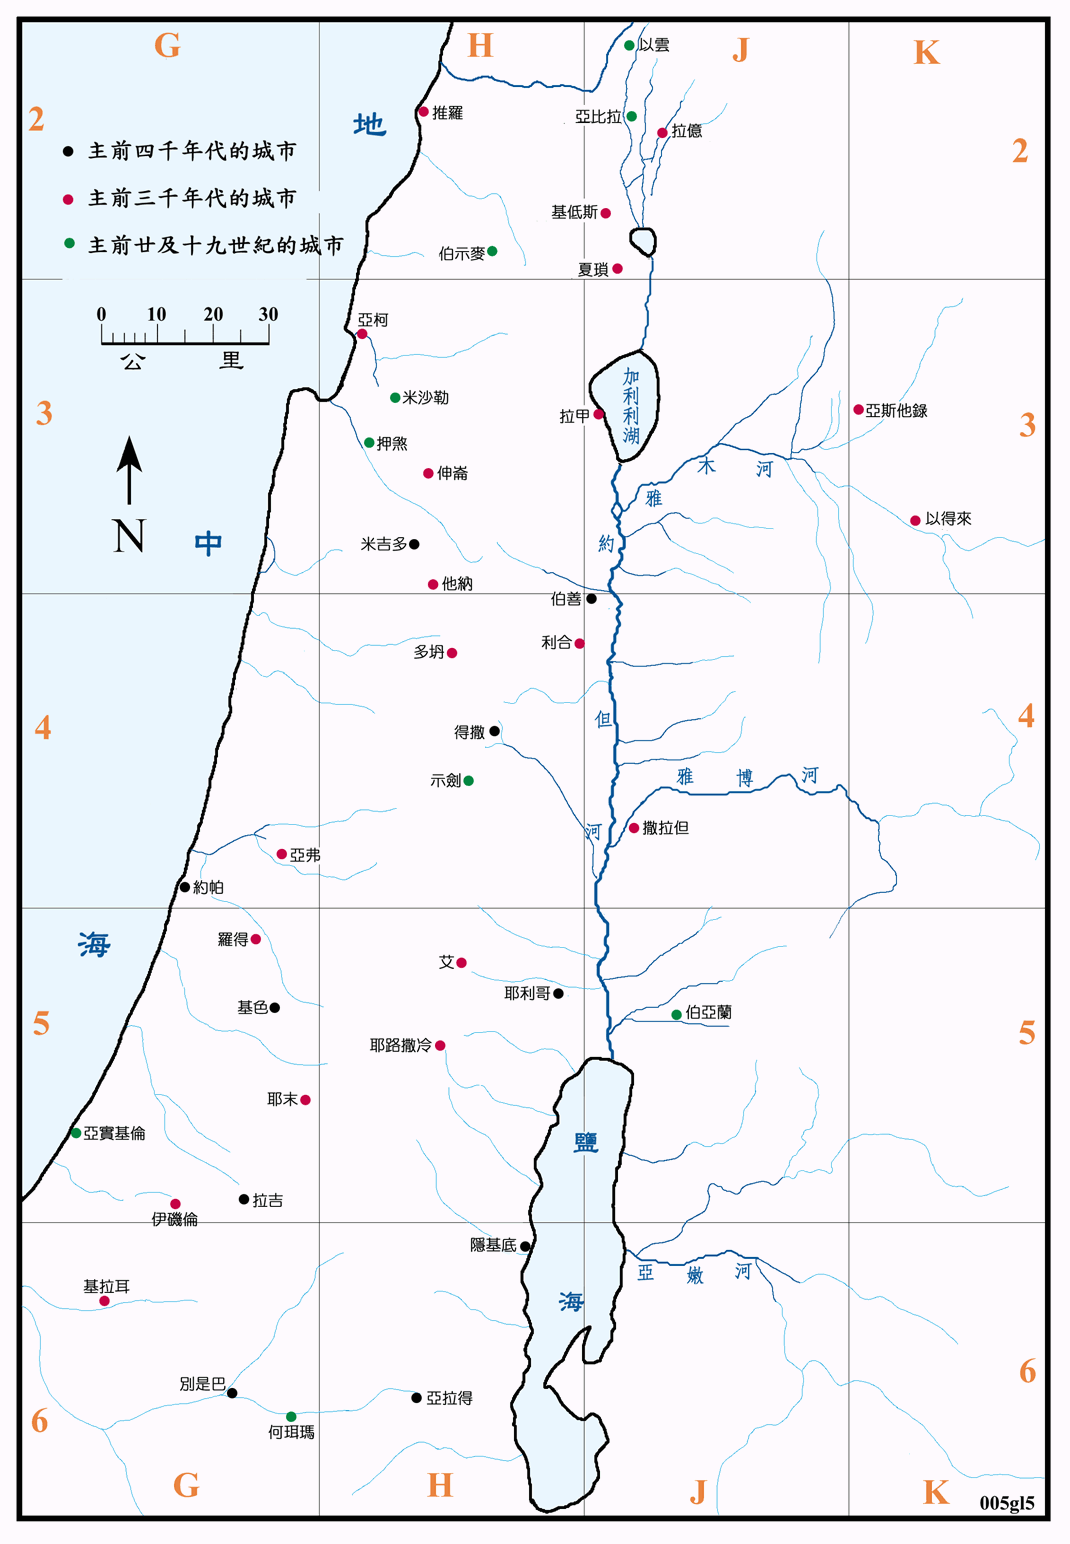 G
H
J
K
2
以雲
推羅
地
亞比拉
拉億
2
主前四千年代的城市
主前三千年代的城市
基低斯
主前廿及十九世紀的城市
伯示麥
夏瑣
0 10 20 30
公里
亞柯
加利利湖
米沙勒
3
拉甲
亞斯他錄
3
押煞
伸崙
雅木河
N
中
以得來
米吉多
約
他納
伯善
利合
多坍
4
得撒
但
4
示劍
雅博河
撒拉但
河
亞弗
約帕
海
羅得
艾
耶利哥
基色
伯亞蘭
5
5
耶路撒冷
耶末
亞實基倫
鹽
拉吉
伊磯倫
隱基底
亞嫩河
基拉耳
海
別是巴
亞拉得
6
6
何珥瑪
G
H
J
K
005gl5